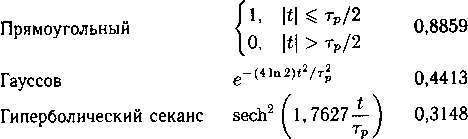 Прямоугольный { 1, |t| ⩽ τₚ/2
0, |t| > τₚ/2 0,8859
Гауссов e^{−(4 ln 2)t²/τₚ²} 0,4413
Гиперболический секанс sech² (1,7627 t/τₚ) 0,3148